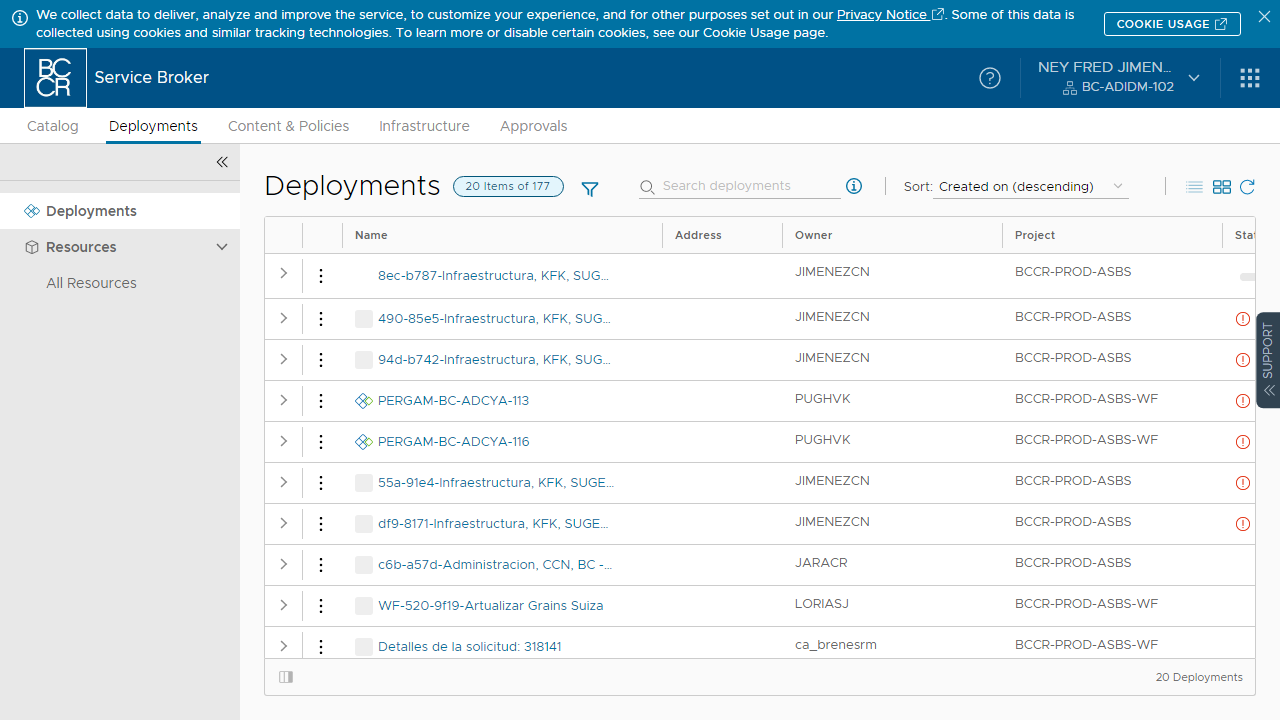 We collect data to deliver, analyze and improve the service, to customize your experience, and for other purposes set out in our Privacy Notice. Some of this data is
collected using cookies and similar tracking technologies. To learn more or disable certain cookies, see our Cookie Usage page.
COOKIE USAGE
BC
CR
Service Broker
NEY FRED JIMEN...
BC-ADIDM-102
Catalog
Deployments
Content & Policies
Infrastructure
Approvals
Deployments
Resources
All Resources
Deployments
20 Items of 177
Search deployments
Sort: Created on (descending)
Name Address Owner Project Stat
8ec-b787-Infraestructura, KFK, SUG... JIMENEZCN BCCR-PROD-ASBS
490-85e5-Infraestructura, KFK, SUG... JIMENEZCN BCCR-PROD-ASBS
94d-b742-Infraestructura, KFK, SUG... JIMENEZCN BCCR-PROD-ASBS
PERGAM-BC-ADCYA-113 PUGHVK BCCR-PROD-ASBS-WF
PERGAM-BC-ADCYA-116 PUGHVK BCCR-PROD-ASBS-WF
55a-91e4-Infraestructura, KFK, SUGE... JIMENEZCN BCCR-PROD-ASBS
df9-8171-Infraestructura, KFK, SUGE... JIMENEZCN BCCR-PROD-ASBS
c6b-a57d-Administracion, CCN, BC -... JARACR BCCR-PROD-ASBS
WF-520-9f19-Artualizar Grains Suiza LORIASJ BCCR-PROD-ASBS-WF
Detalles de la solicitud: 318141 ca_brenesrm BCCR-PROD-ASBS-WF
20 Deployments
SUPPORT